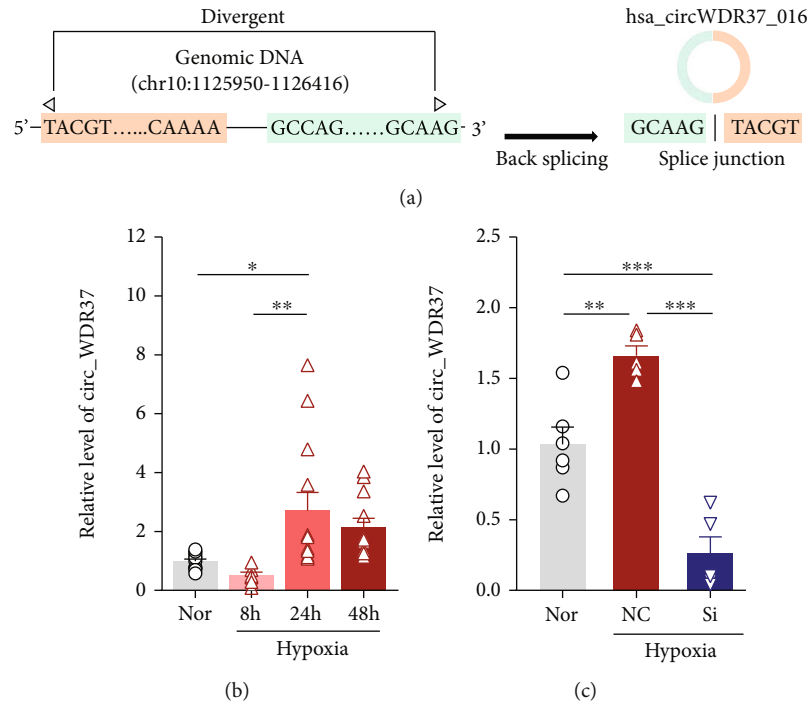 Divergent
hsa_circWDR37_016
Genomic DNA
(chr10:1125950-1126416)
5’ TACGT…...CAAAA GCCAG……GCAAG 3’
GCAAG TACGT
Back splicing
Splice junction
(a)
Relative level of circ_WDR37
12
10
8
6
4
2
0
*
**
Nor 8h 24h 48h
Hypoxia
(b)
Relative level of circ_WDR37
2.5
2.0
1.5
1.0
0.5
0.0
***
** ***
Nor NC Si
Hypoxia
(c)